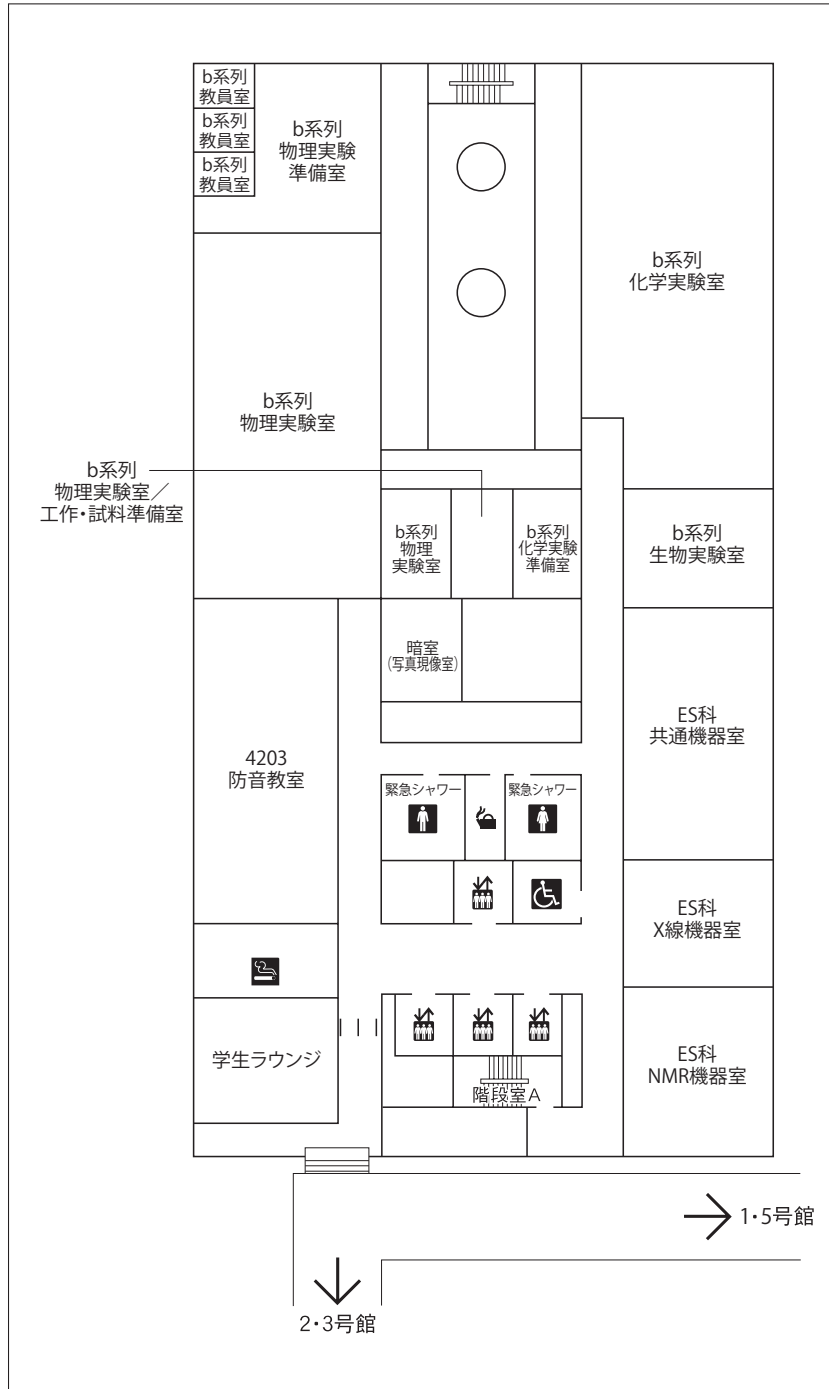 b系列
教員室
b系列
教員室
b系列
教員室
b系列
物理実験
準備室
b系列
化学実験室
b系列
物理実験室
b系列
物理実験室／
工作・試料準備室
b系列
物理
実験室
b系列
化学実験
準備室
b系列
生物実験室
暗室
(写真現像室)
ES科
共通機器室
4203
防音教室
緊急シャワー
緊急シャワー
ES科
X線機器室
学生ラウンジ
ES科
NMR機器室
階段室A
1・5号館
2・3号館